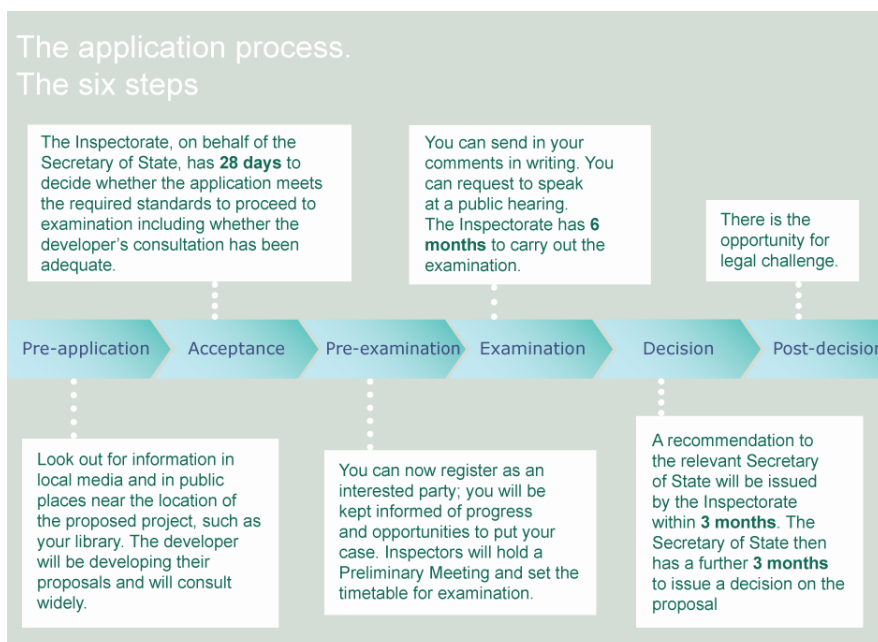 The application process.
The six steps
The Inspectorate, on behalf of the
Secretary of State, has 28 days to
decide whether the application meets
the required standards to proceed to
examination including whether the
developer's consultation has been
adequate.
You can send in your
comments in writing. You
can request to speak
at a public hearing.
The Inspectorate has 6
months to carry out the
examination.
There is the
opportunity for
legal challenge.
Pre-application
Acceptance
Pre-examination
Examination
Decision
Post-decision
Look out for information in
local media and in public
places near the location of
the proposed project, such as
your library. The developer
will be developing their
proposals and will consult
widely.
You can now register as an
interested party; you will be
kept informed of progress
and opportunities to put your
case. Inspectors will hold a
Preliminary Meeting and set the
timetable for examination.
A recommendation to
the relevant Secretary
of State will be issued
by the Inspectorate
within 3 months. The
Secretary of State then
has a further 3 months
to issue a decision on the
proposal